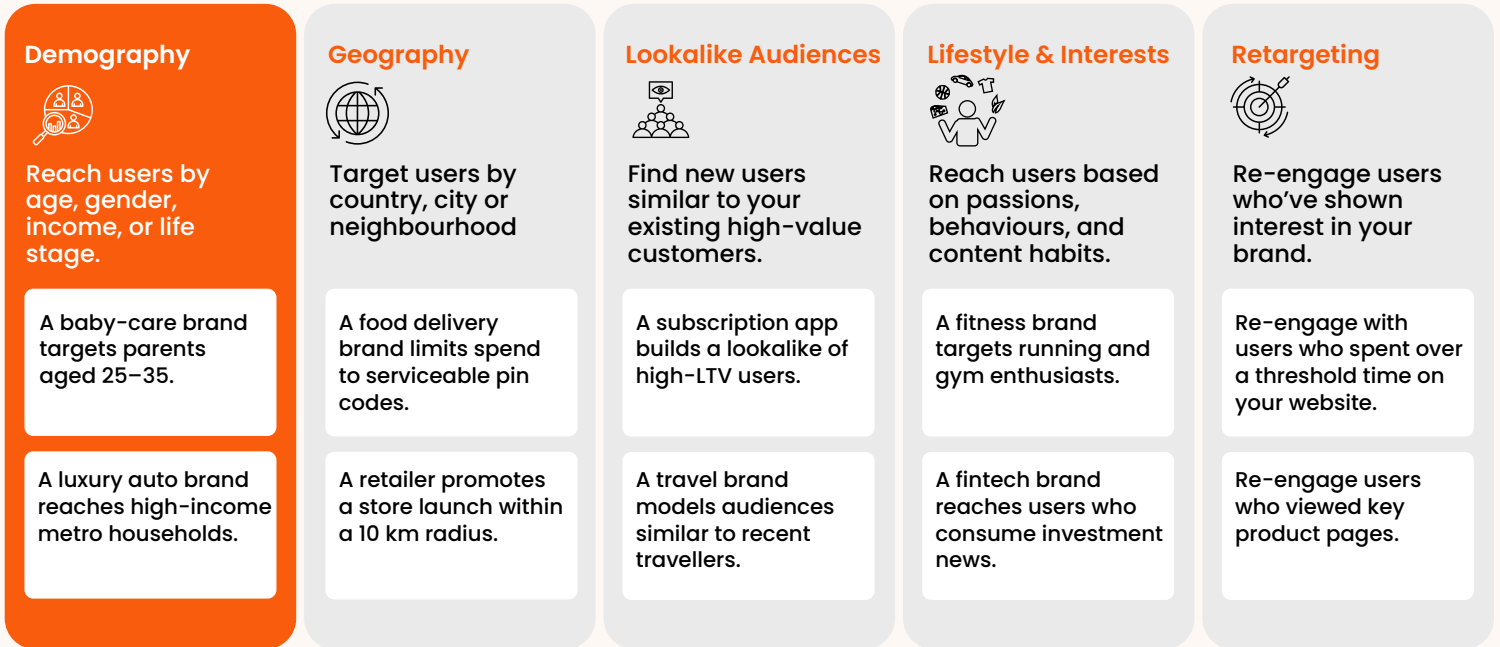 Demography
Reach users by
age, gender,
income, or life
stage.
A baby-care brand
targets parents
aged 25–35.
A luxury auto brand
reaches high-income
metro households.
Geography
Target users by
country, city or
neighbourhood
A food delivery
brand limits spend
to serviceable pin
codes.
A retailer promotes
a store launch within
a 10 km radius.
Lookalike Audiences
Find new users
similar to your
existing high-value
customers.
A subscription app
builds a lookalike of
high-LTV users.
A travel brand
models audiences
similar to recent
travellers.
Lifestyle & Interests
Reach users based
on passions,
behaviours, and
content habits.
A fitness brand
targets running and
gym enthusiasts.
A fintech brand
reaches users who
consume investment
news.
Retargeting
Re-engage users
who’ve shown
interest in your
brand.
Re-engage with
users who spent over
a threshold time on
your website.
Re-engage users
who viewed key
product pages.